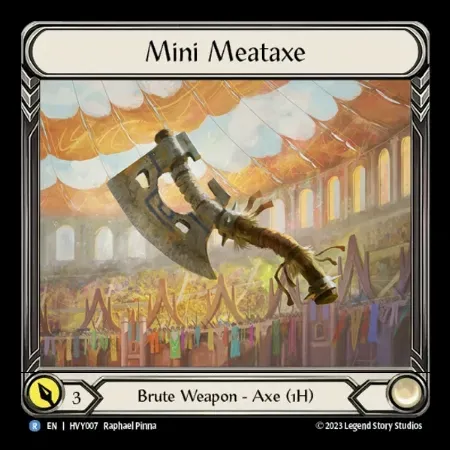 Mini Meataxe
3
Brute Weapon - Axe (1H)
R EN | HVY007 Raphael Pinna
©2023 Legend Story Studios